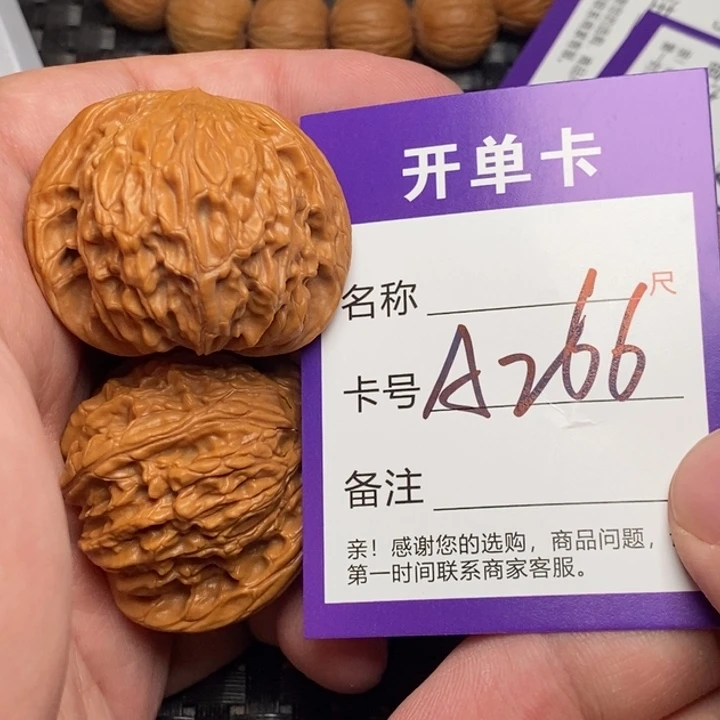 开单卡
名称
尺
卡号 A266
备注
亲！感谢您的选购，商品问题，
第一时间联系商家客服。